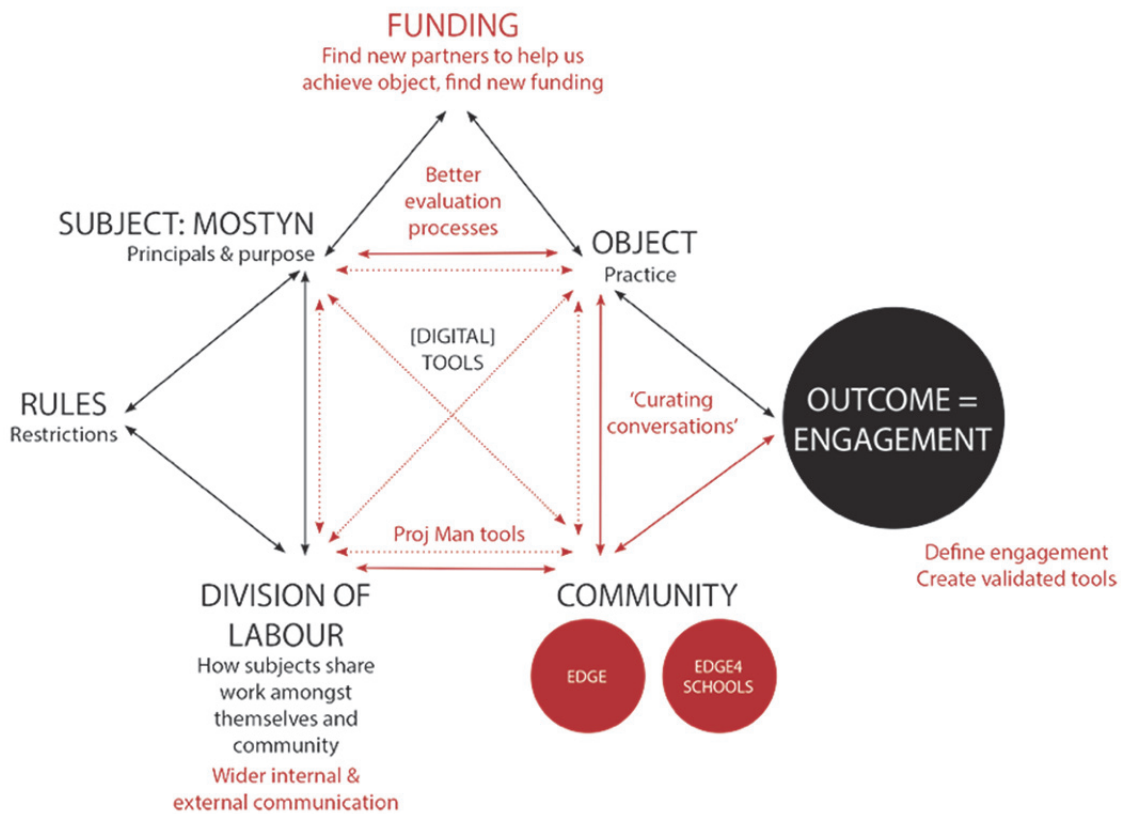 FUNDING
Find new partners to help us
achieve object, find new funding
Better
evaluation
processes
SUBJECT: MOSTYN
Principals & purpose
OBJECT
Practice
[DIGITAL]
TOOLS
RULES
Restrictions
'Curating
conversations'
OUTCOME =
ENGAGEMENT
Proj Man tools
Define engagement
Create validated tools
DIVISION OF
LABOUR
How subjects share
work amongst
themselves and
community
Wider internal &
external communication
COMMUNITY
EDGE
EDGE4
SCHOOLS